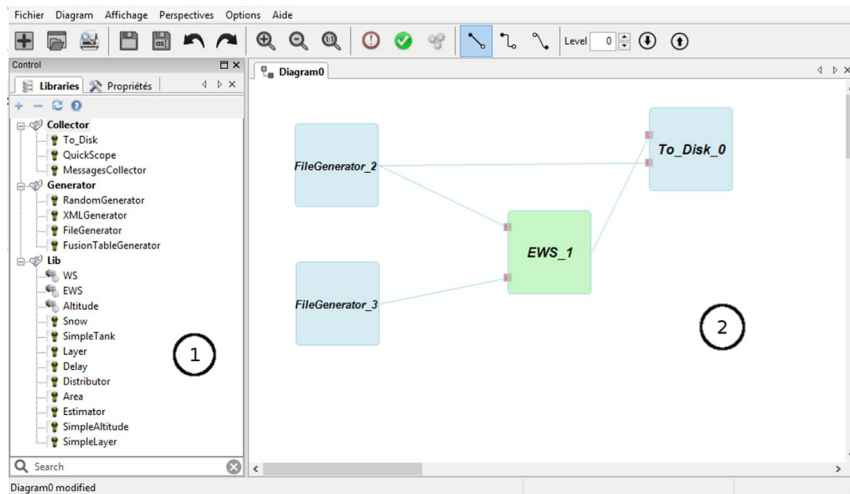 Fichier Diagram Affichage Perspectives Options Aide
Level 0
Control
Libraries Propriétés
Diagram0
Collector
To_Disk
QuickScope
MessagesCollector
Generator
RandomGenerator
XMLGenerator
FileGenerator
FusionTableGenerator
Lib
WS
EWS
Altitude
Snow
SimpleTank
Layer
Delay
Distributor
Area
Estimator
SimpleAltitude
SimpleLayer
1
Search
Diagram0 modified
FileGenerator_2
To_Disk_0
EWS_1
FileGenerator_3
2